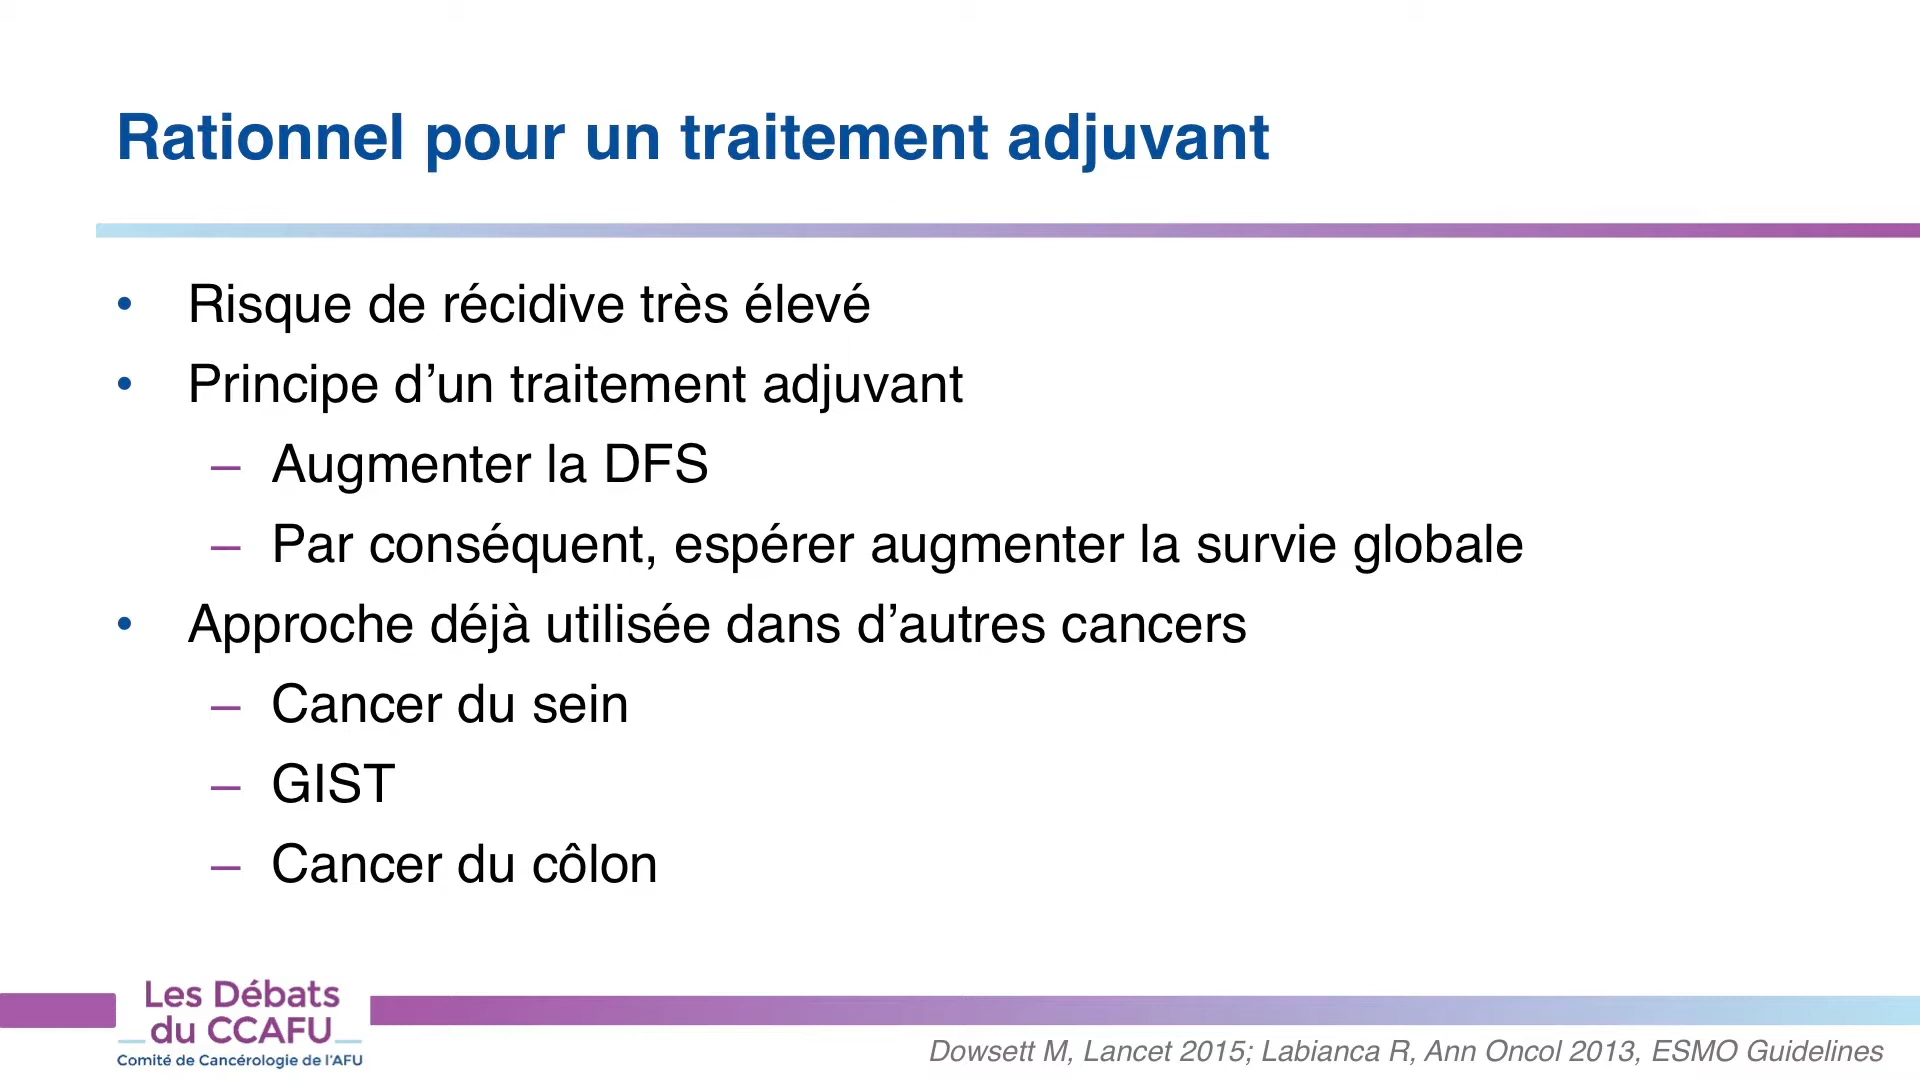 Rationnel pour un traitement adjuvant
• Risque de récidive très élevé
• Principe d’un traitement adjuvant
– Augmenter la DFS
– Par conséquent, espérer augmenter la survie globale
• Approche déjà utilisée dans d’autres cancers
– Cancer du sein
– GIST
– Cancer du côlon
Les Débats
du CCAFU
Comité de Cancérologie de l'AFU
Dowsett M, Lancet 2015; Labianca R, Ann Oncol 2013, ESMO Guidelines